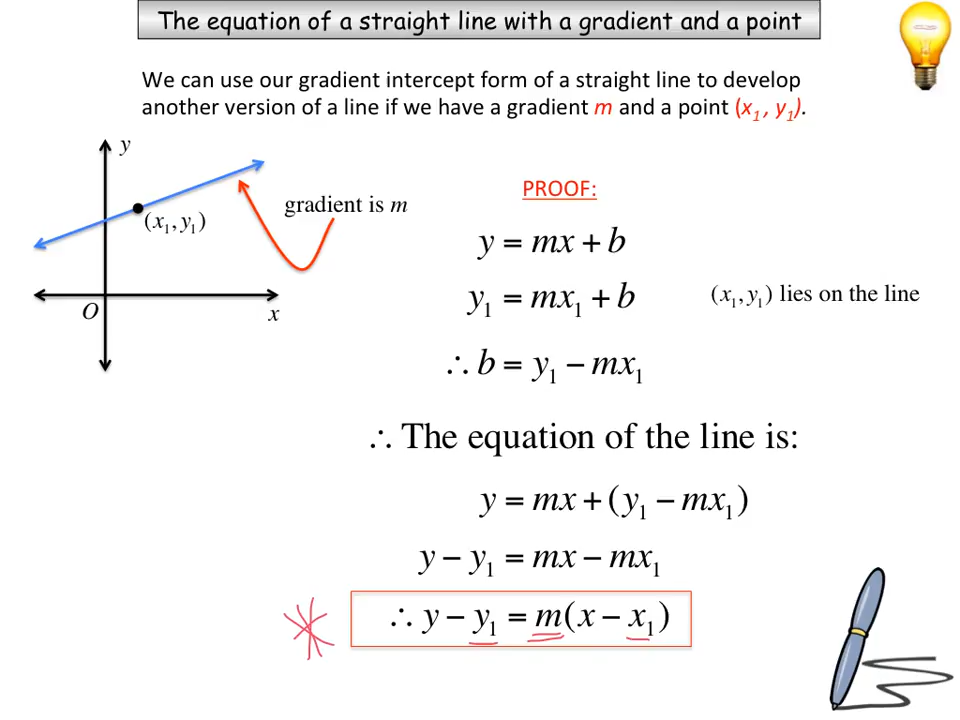 The equation of a straight line with a gradient and a point
We can use our gradient intercept form of a straight line to develop
another version of a line if we have a gradient m and a point (x₁ , y₁).
y
(x₁, y₁)
gradient is m
O
x
PROOF:
y = mx + b
y₁ = mx₁ + b
(x₁, y₁) lies on the line
∴ b = y₁ − mx₁
∴ The equation of the line is:
y = mx + (y₁ − mx₁)
y − y₁ = mx − mx₁
∴ y − y₁ = m(x − x₁)